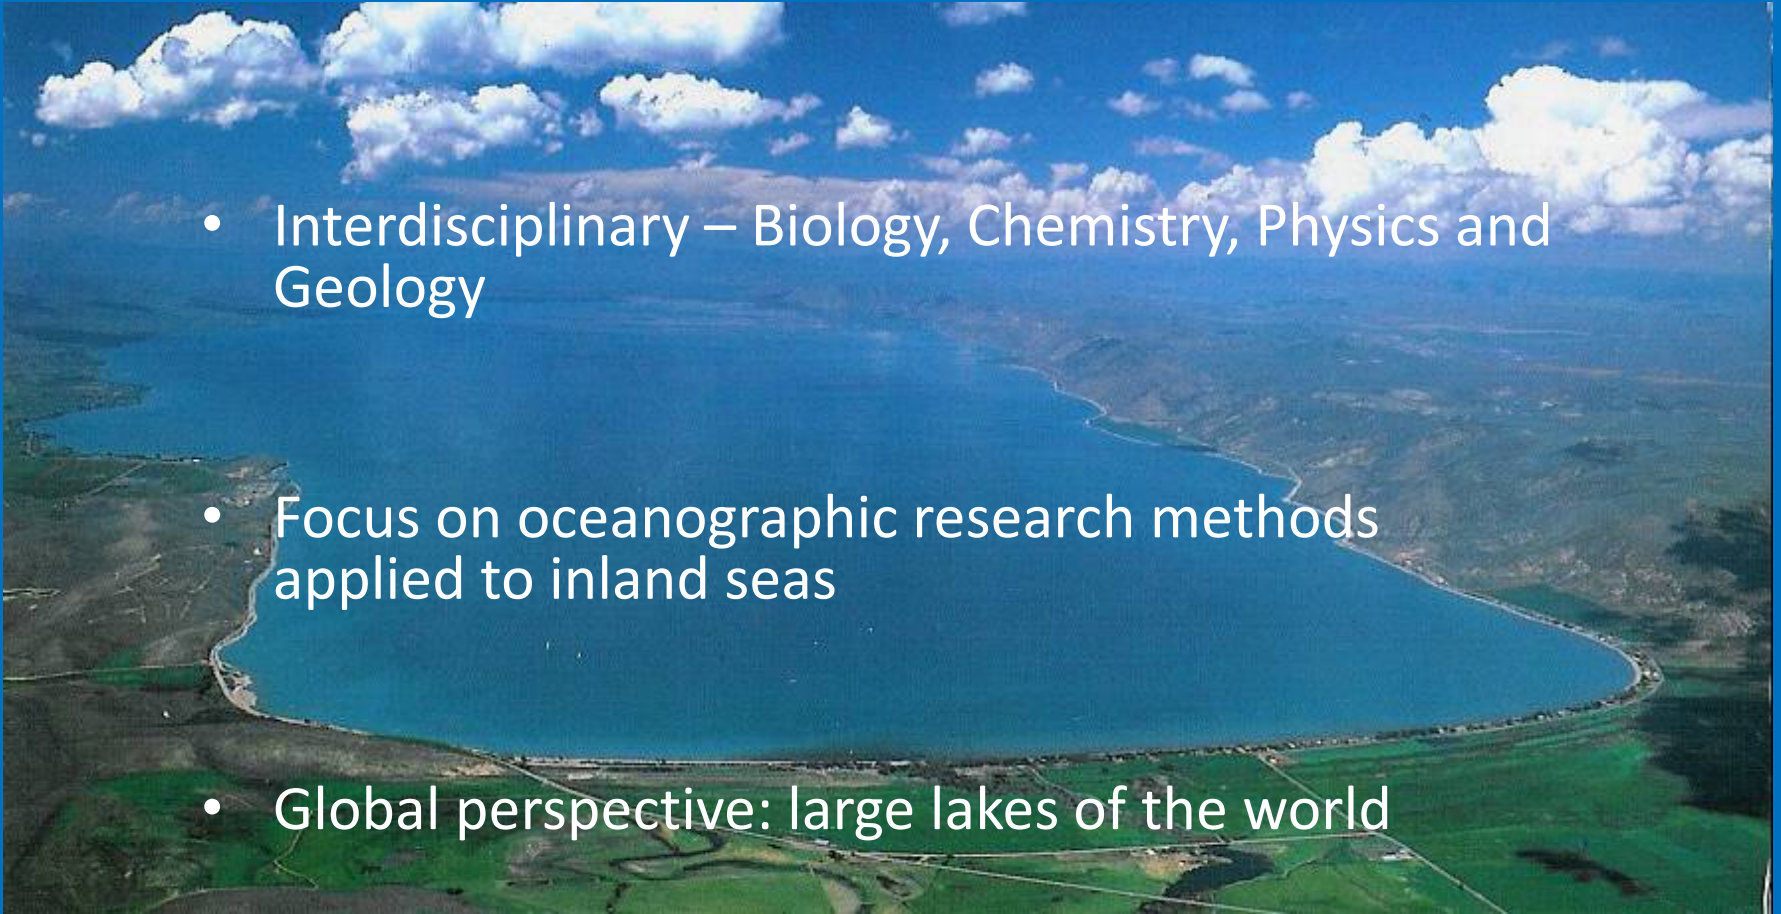 • Interdisciplinary – Biology, Chemistry, Physics and
Geology
• Focus on oceanographic research methods
applied to inland seas
• Global perspective: large lakes of the world